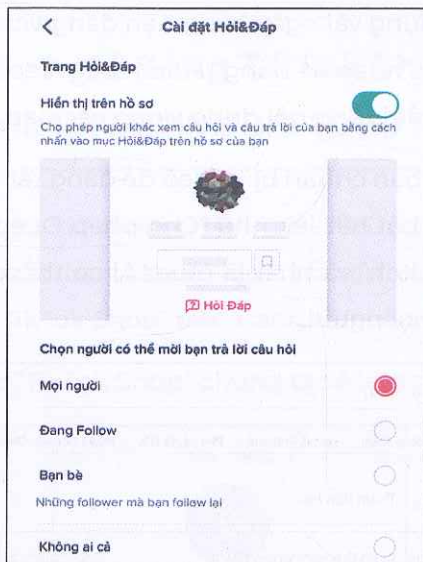 Cài đặt Hỏi&Đáp
Trang Hỏi&Đáp
Hiển thị trên hồ sơ
Cho phép người khác xem câu hỏi và câu trả lời của bạn bằng cách
nhấn vào mục Hỏi&Đáp trên hồ sơ của bạn
Hỏi Đáp
Chọn người có thể mời bạn trả lời câu hỏi
Mọi người
Đang Follow
Bạn bè
Những follower mà bạn follow lại
Không ai cả